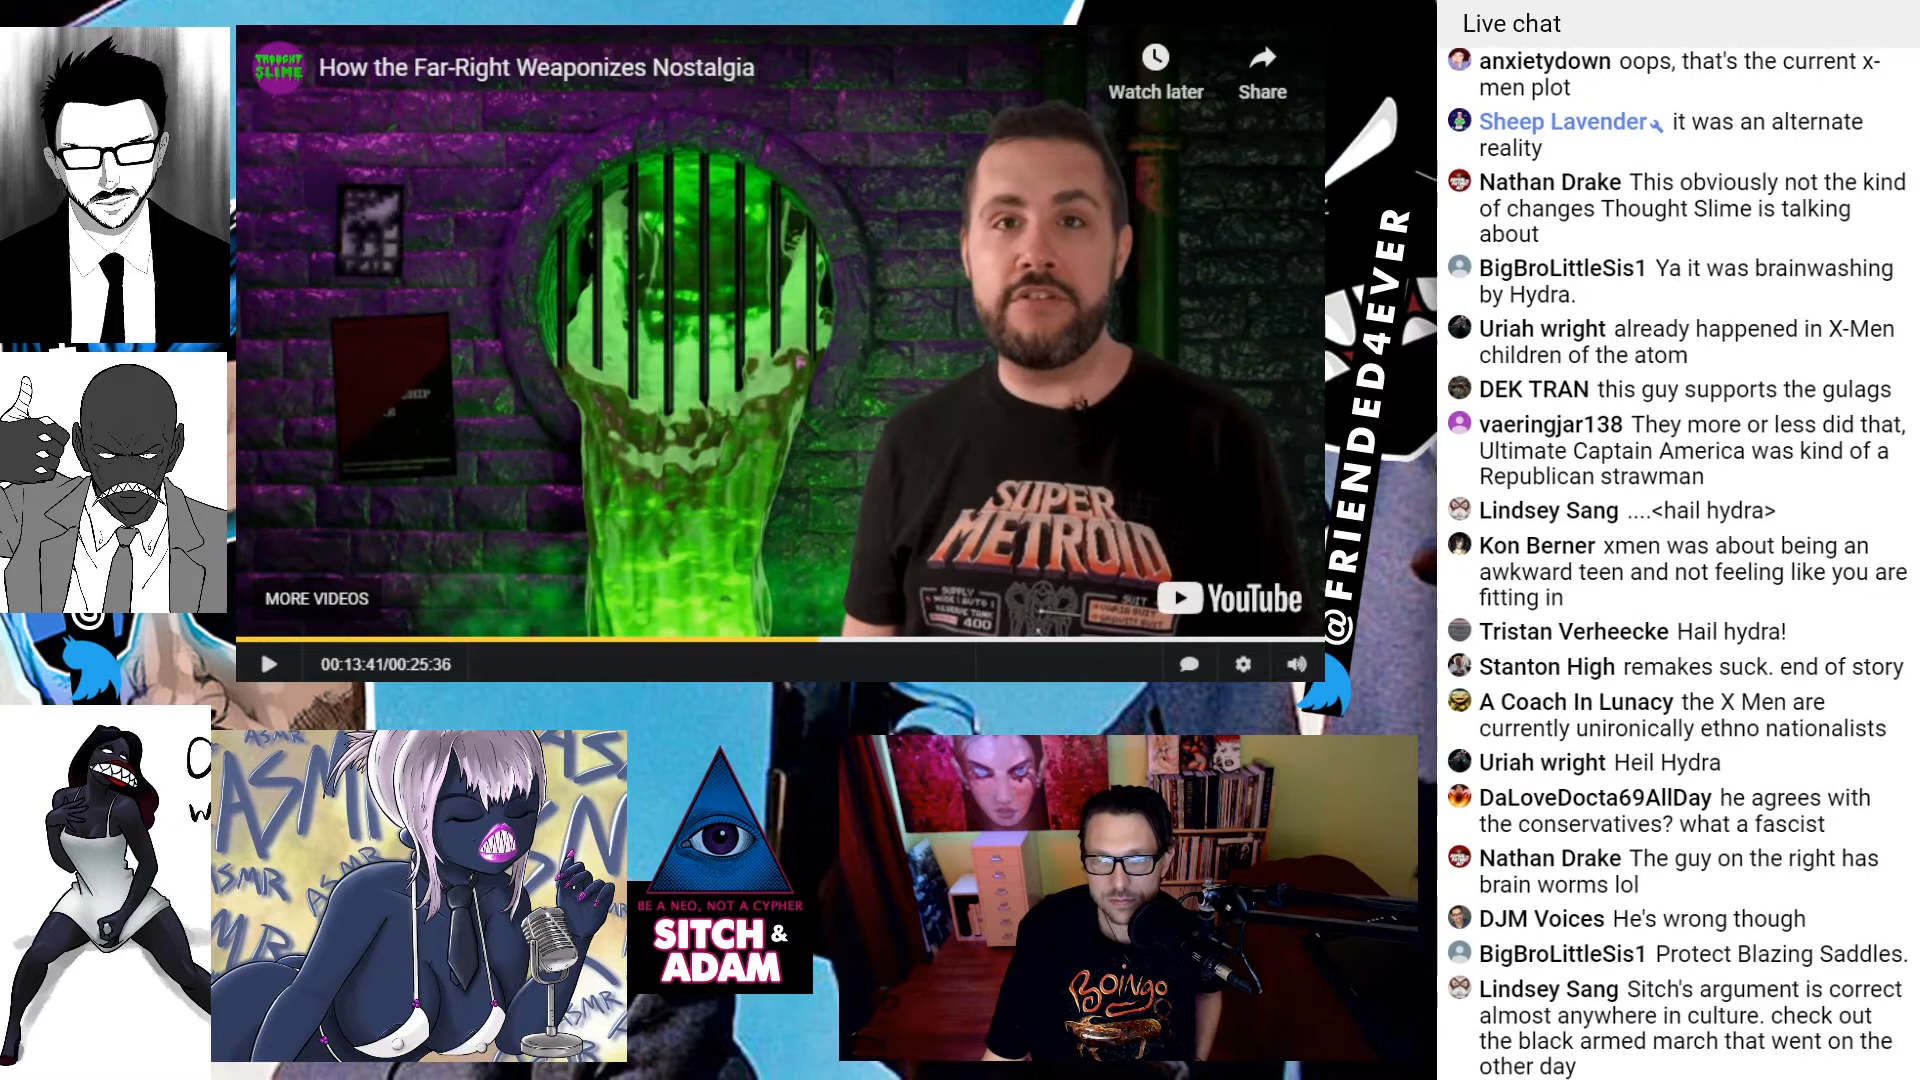 THOUGHT
SLIME
How the Far-Right Weaponizes Nostalgia
Watch later
Share
SUPER
METROID
SUPPLY
400
MORE VIDEOS
YouTube
00:13:41/00:25:36
@FRIENDED4EVER
ASMR
ASMR
ASMR
ASMR
BE A NEO, NOT A CYPHER
SITCH &
ADAM
BOINGO
Live chat
anxietydown oops, that's the current x-
men plot
Sheep Lavender it was an alternate
reality
Nathan Drake This obviously not the kind
of changes Thought Slime is talking
about
BigBroLittleSis1 Ya it was brainwashing
by Hydra.
Uriah wright already happened in X-Men
children of the atom
DEK TRAN this guy supports the gulags
vaeringjar138 They more or less did that,
Ultimate Captain America was kind of a
Republican strawman
Lindsey Sang ....<hail hydra>
Kon Berner xmen was about being an
awkward teen and not feeling like you are
fitting in
Tristan Verheecke Hail hydra!
Stanton High remakes suck. end of story
A Coach In Lunacy the X Men are
currently unironically ethno nationalists
Uriah wright Heil Hydra
DaLoveDocta69AllDay he agrees with
the conservatives? what a fascist
Nathan Drake The guy on the right has
brain worms lol
DJM Voices He's wrong though
BigBroLittleSis1 Protect Blazing Saddles.
Lindsey Sang Sitch's argument is correct
almost anywhere in culture. check out
the black armed march that went on the
other day